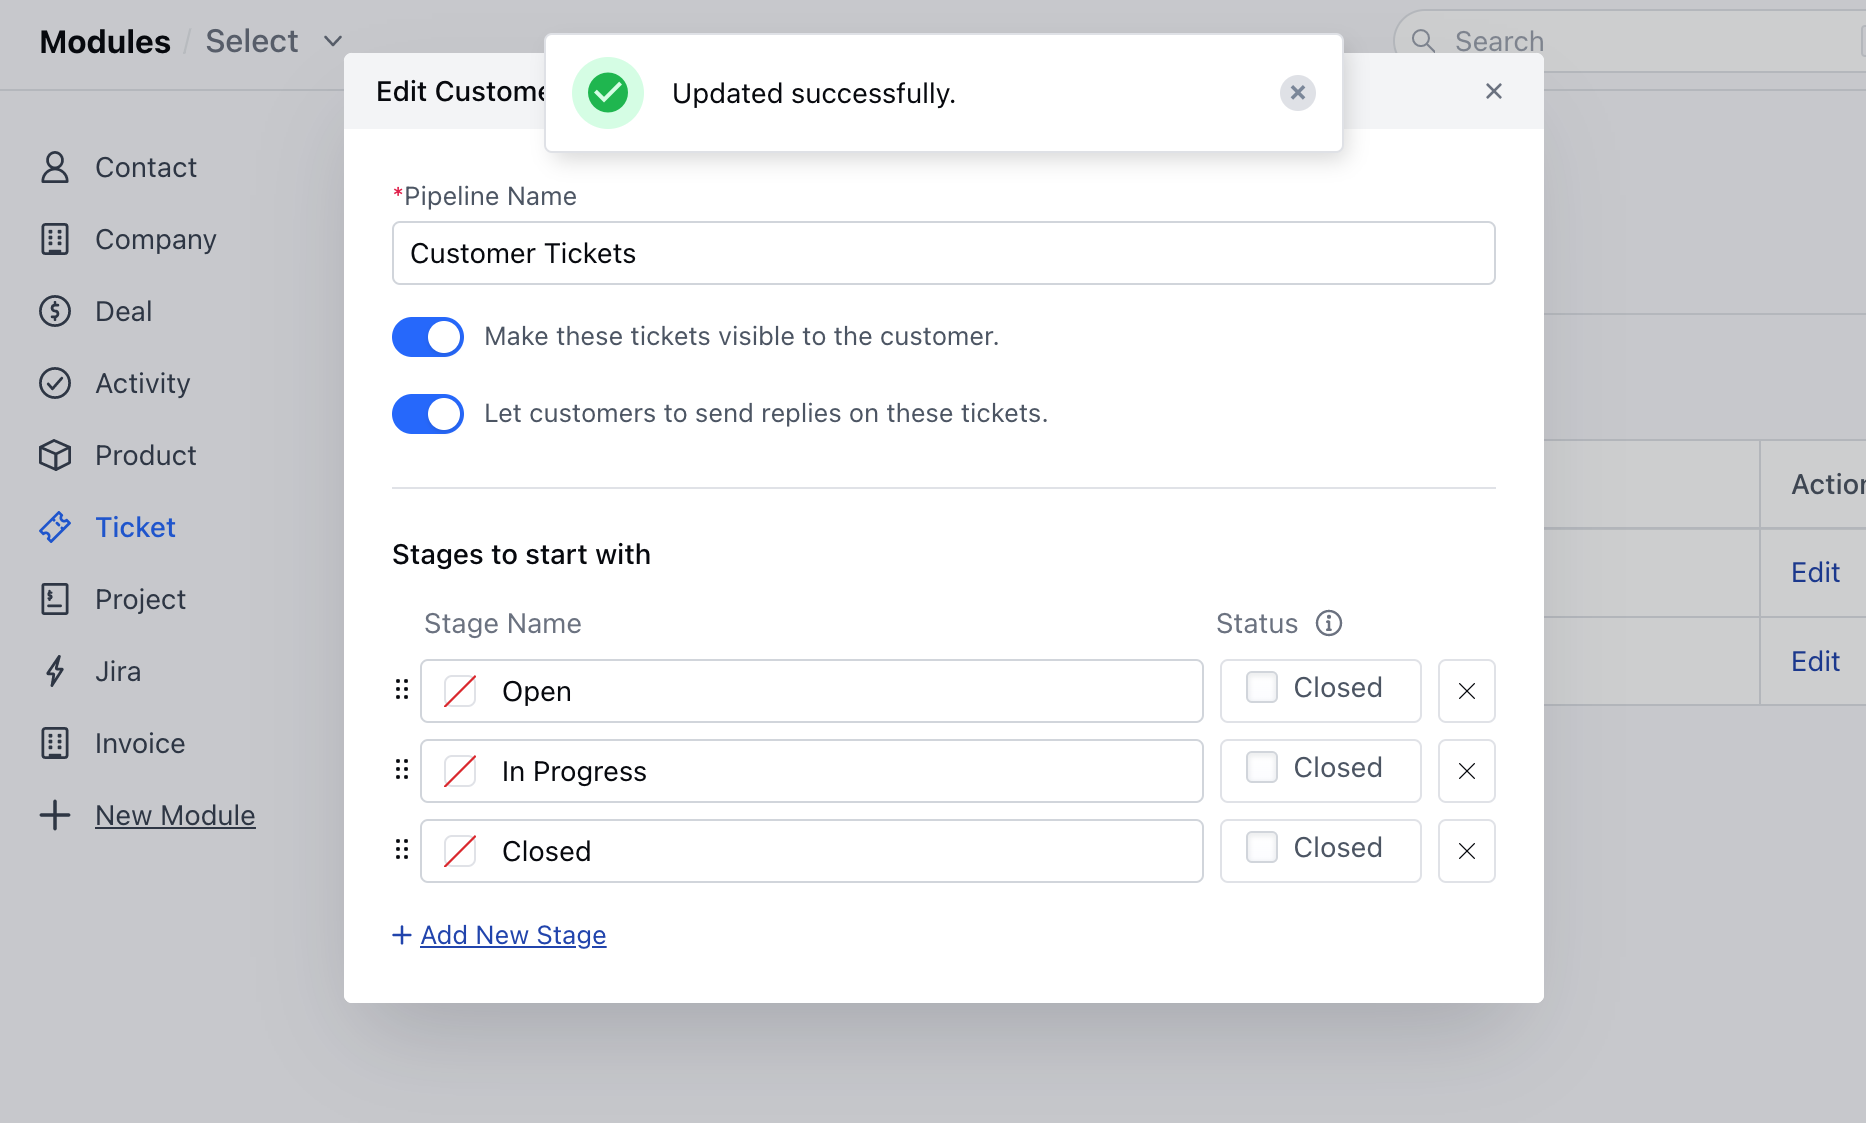 Modules / Select
Search
Edit Custome
Updated successfully.
Contact
Company
Deal
Activity
Product
Ticket
Project
Jira
Invoice
New Module
*Pipeline Name
Customer Tickets
Make these tickets visible to the customer.
Let customers to send replies on these tickets.
Stages to start with
Stage Name Status
Open Closed
In Progress Closed
Closed Closed
+ Add New Stage
Action
Edit
Edit